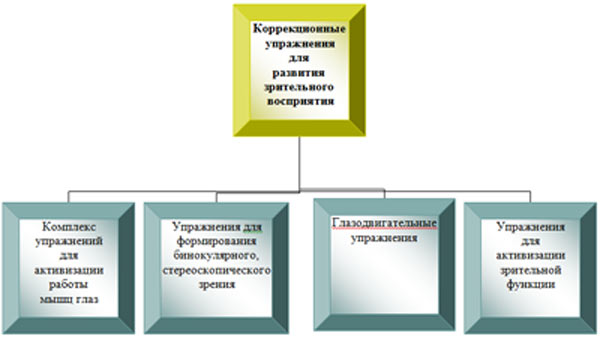 Коррекционные
упражнения
для
развития
зрительного
восприятия
Комплекс
упражнений
для
активизации
работы
мышц глаз
Упражнения для
формирования
бинокулярного,
стереоскопического
зрения
Глазодвигательные
упражнения
Упражнения
для
активизации
зрительной
функции